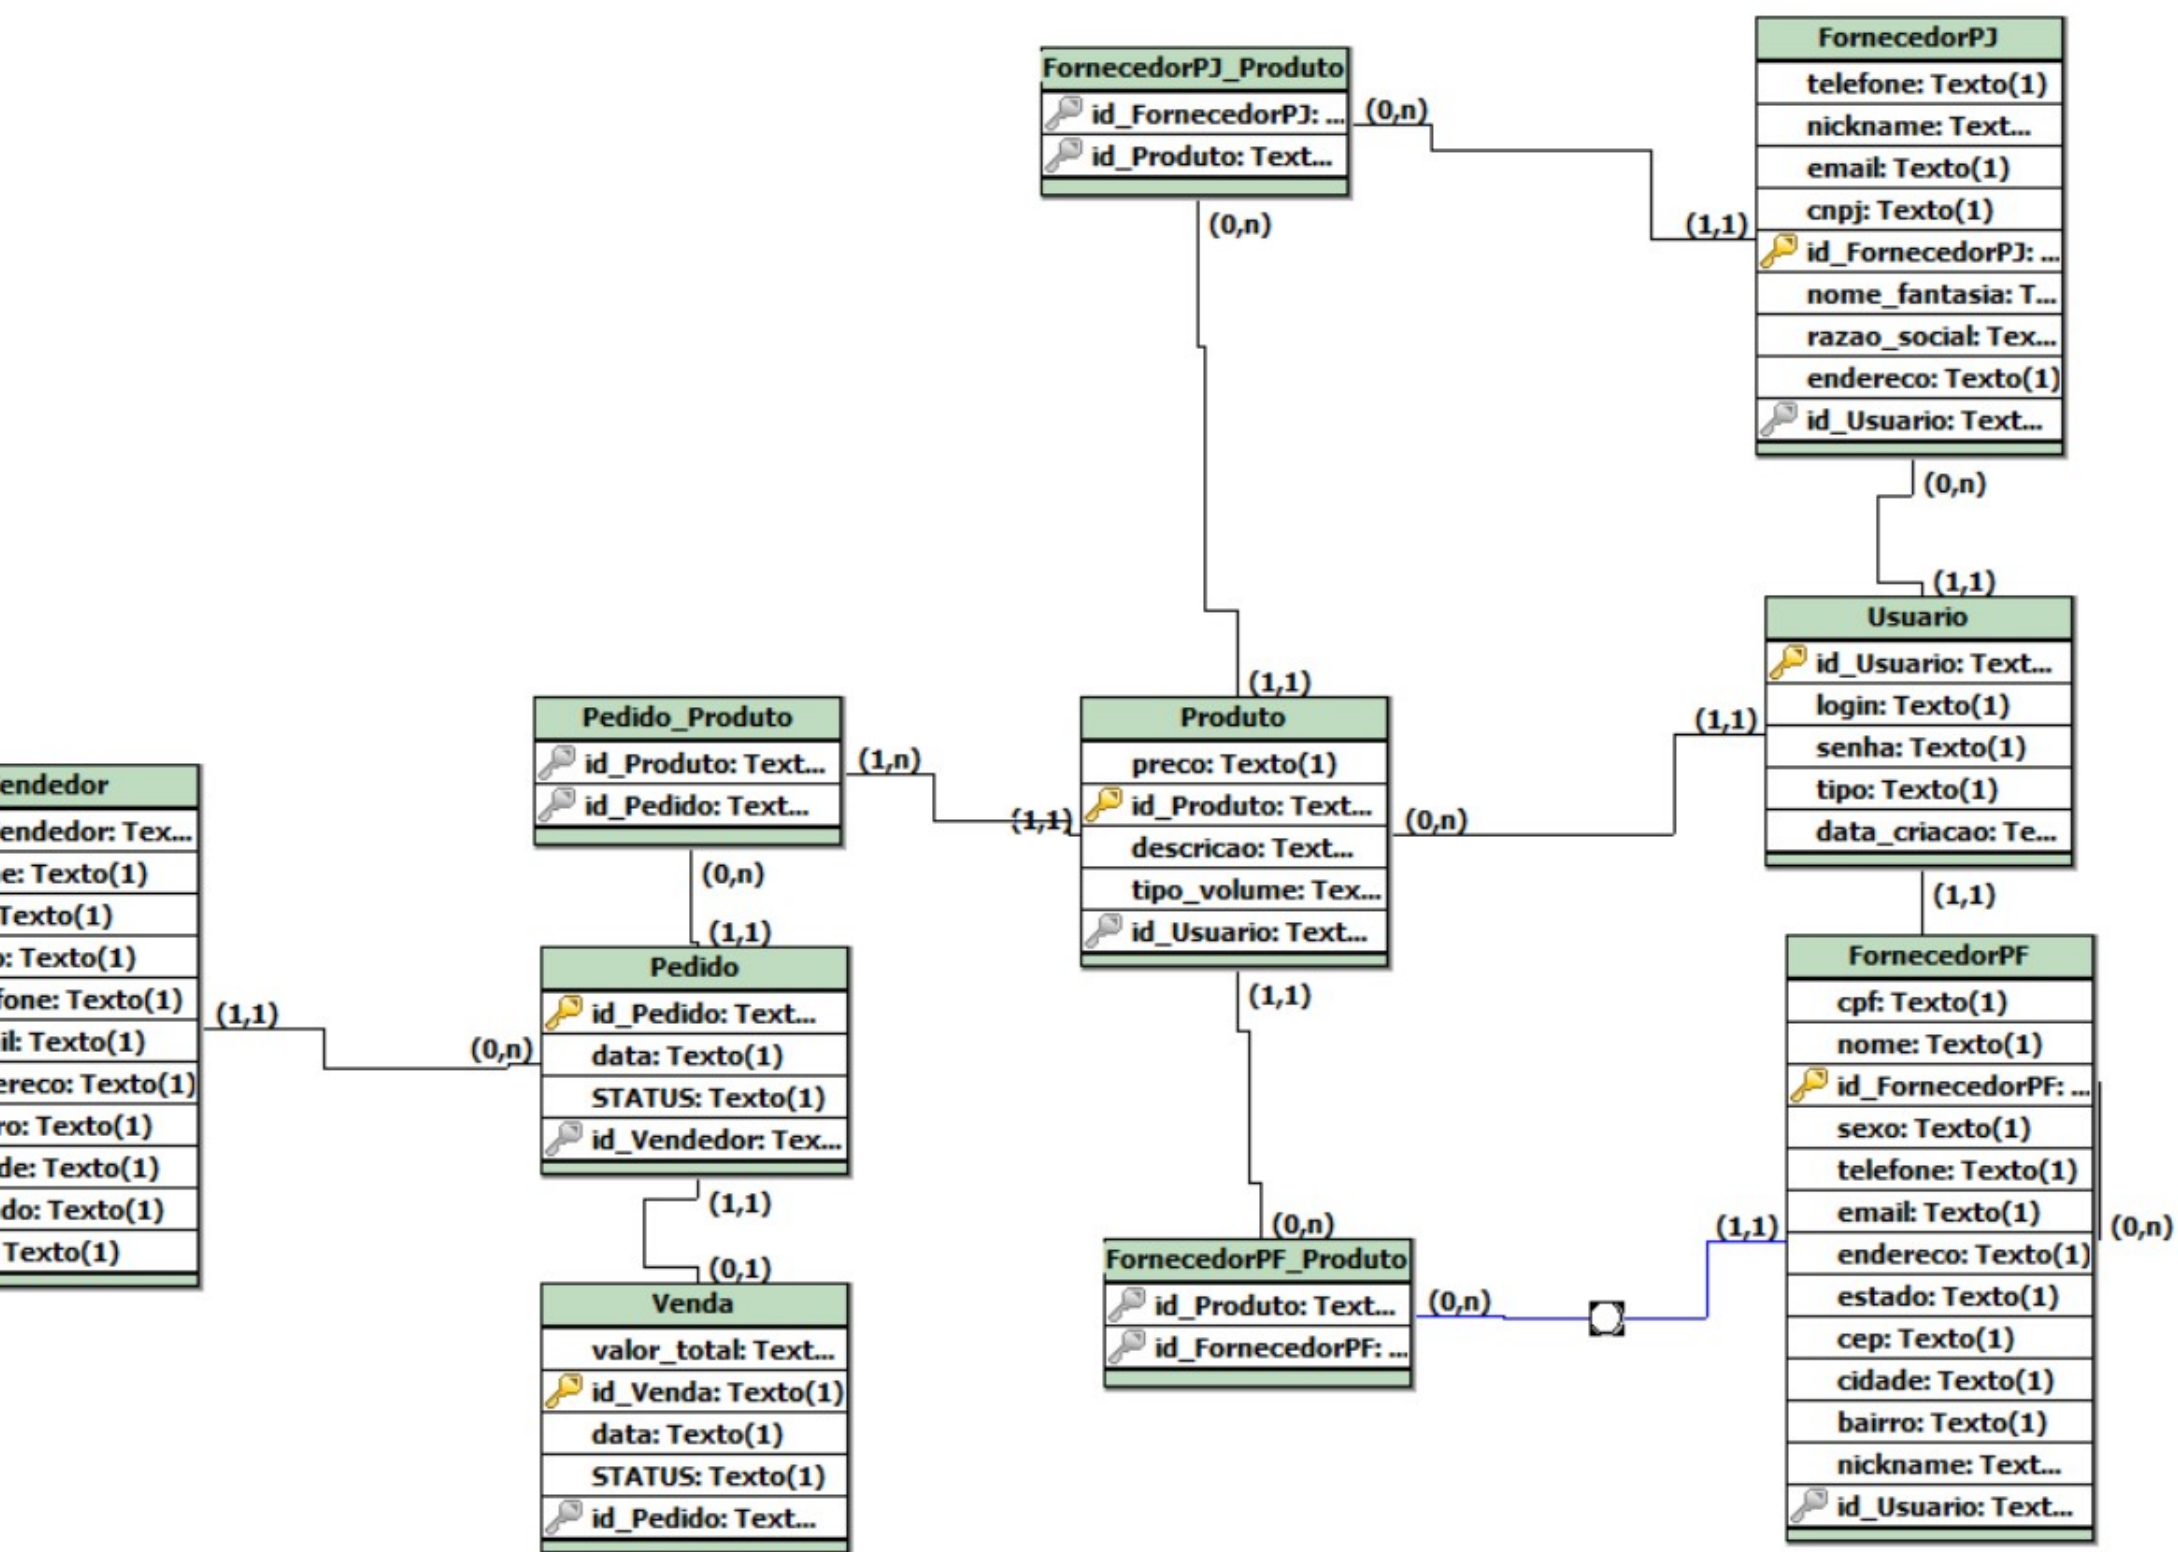 FornecedorPJ_Produto
id_FornecedorPJ: ...
id_Produto: Text...
(0,n)
(0,n)
FornecedorPJ
telefone: Texto(1)
nickname: Text...
email: Texto(1)
cnpj: Texto(1)
id_FornecedorPJ: ...
nome_fantasia: T...
razao_social: Tex...
endereco: Texto(1)
id_Usuario: Text...
(1,1)
(0,n)
(1,1)
Usuario
id_Usuario: Text...
login: Texto(1)
senha: Texto(1)
tipo: Texto(1)
data_criacao: Te...
(1,1)
(1,1)
endedor
endedor: Tex...
e: Texto(1)
Texto(1)
o: Texto(1)
fone: Texto(1)
il: Texto(1)
ereco: Texto(1)
ro: Texto(1)
de: Texto(1)
do: Texto(1)
Texto(1)
(1,1)
Pedido_Produto
id_Produto: Text...
id_Pedido: Text...
(1,n)
(0,n)
(1,1)
Pedido
id_Pedido: Text...
data: Texto(1)
STATUS: Texto(1)
id_Vendedor: Tex...
(0,n)
(1,1)
(0,1)
Venda
valor_total: Text...
id_Venda: Texto(1)
data: Texto(1)
STATUS: Texto(1)
id_Pedido: Text...
(1,1)
Produto
preco: Texto(1)
id_Produto: Text...
descricao: Text...
tipo_volume: Tex...
id_Usuario: Text...
(1,1)
(0,n)
(1,1)
(0,n)
FornecedorPF_Produto
id_Produto: Text...
id_FornecedorPF: ...
(0,n)
(1,1)
FornecedorPF
cpf: Texto(1)
nome: Texto(1)
id_FornecedorPF: ...
sexo: Texto(1)
telefone: Texto(1)
email: Texto(1)
endereco: Texto(1)
estado: Texto(1)
cep: Texto(1)
cidade: Texto(1)
bairro: Texto(1)
nickname: Text...
id_Usuario: Text...
(0,n)